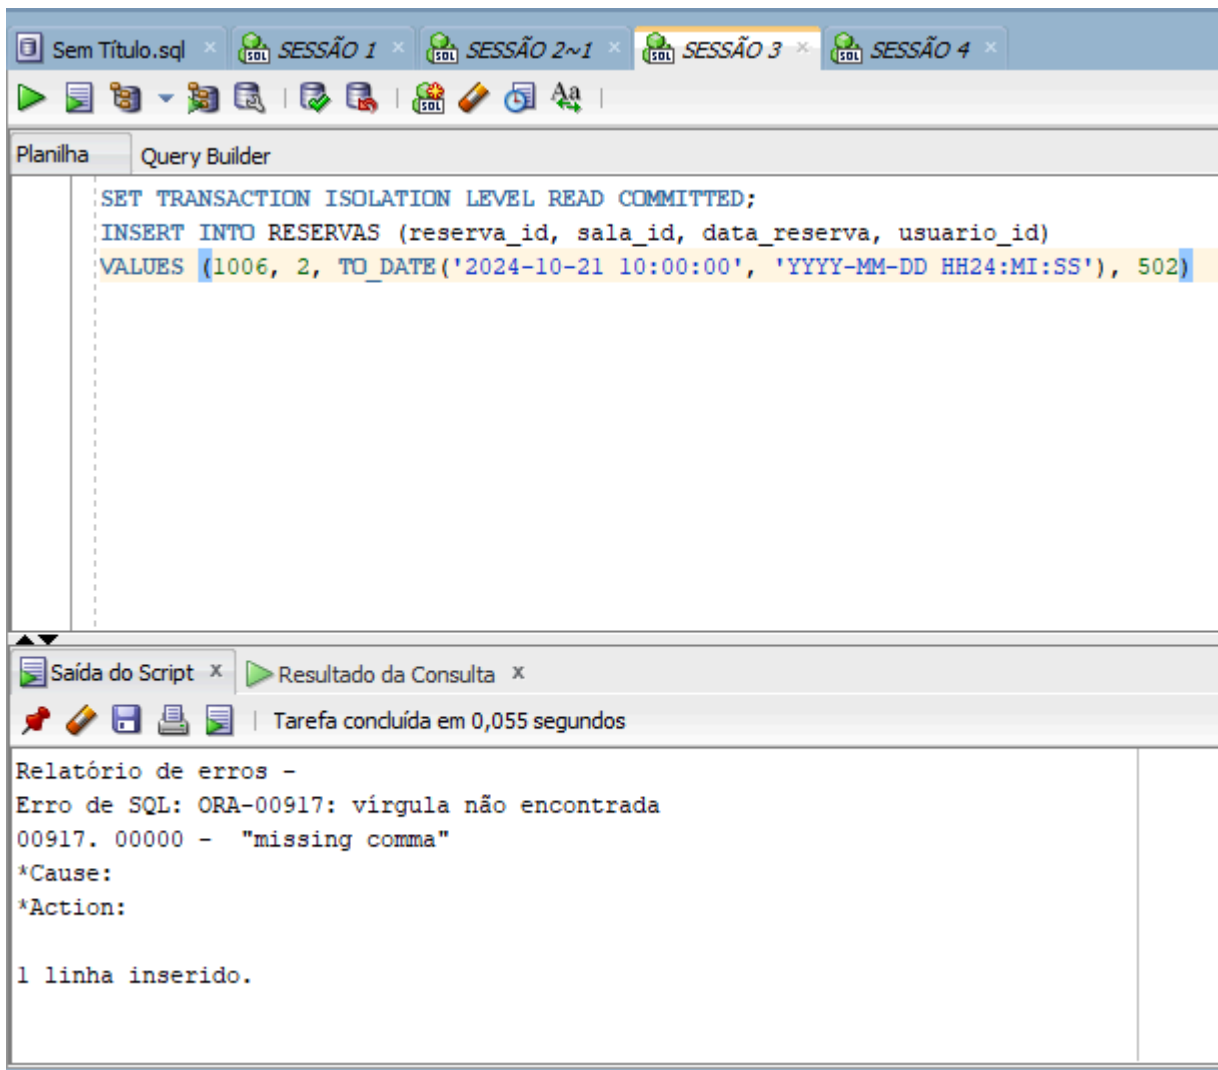 Sem Título.sql
SESSÃO 1
SESSÃO 2~1
SESSÃO 3
SESSÃO 4
Planilha
Query Builder
SET TRANSACTION ISOLATION LEVEL READ COMMITTED;
INSERT INTO RESERVAS (reserva_id, sala_id, data_reserva, usuario_id)
VALUES (1006, 2, TO_DATE('2024-10-21 10:00:00', 'YYYY-MM-DD HH24:MI:SS'), 502)
Saída do Script x
Resultado da Consulta x
Tarefa concluída em 0,055 segundos
Relatório de erros -
Erro de SQL: ORA-00917: vírgula não encontrada
00917. 00000 -  "missing comma"
*Cause:
*Action:
1 linha inserido.